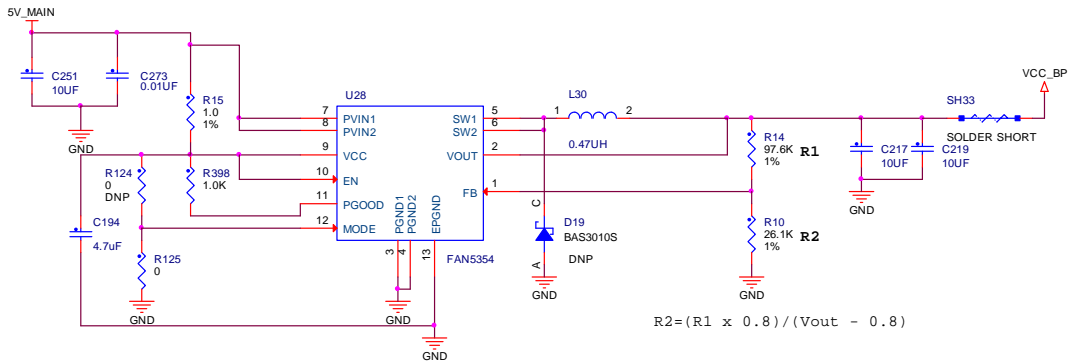 5V_MAIN
C251
10UF
C273
0.01UF
GND
R15
1.0
1%
R124
0
DNP
R398
1.0K
C194
4.7uF
R125
0
GND
U28
7
PVIN1
8
PVIN2
9
VCC
10
EN
11
PGOOD
12
MODE
SW1
5
SW2
6
VOUT
2
FB
1
PGND1
PGND2
EPGND
3
4
13
FAN5354
GND
GND
L30
1
2
0.47UH
C
D19
BAS3010S
A
DNP
GND
R14
97.6K
1%
R1
R10
26.1K
1%
R2
GND
C217
10UF
C219
10UF
GND
SH33
SOLDER SHORT
VCC_BP
R2=(R1 x 0.8)/(Vout - 0.8)